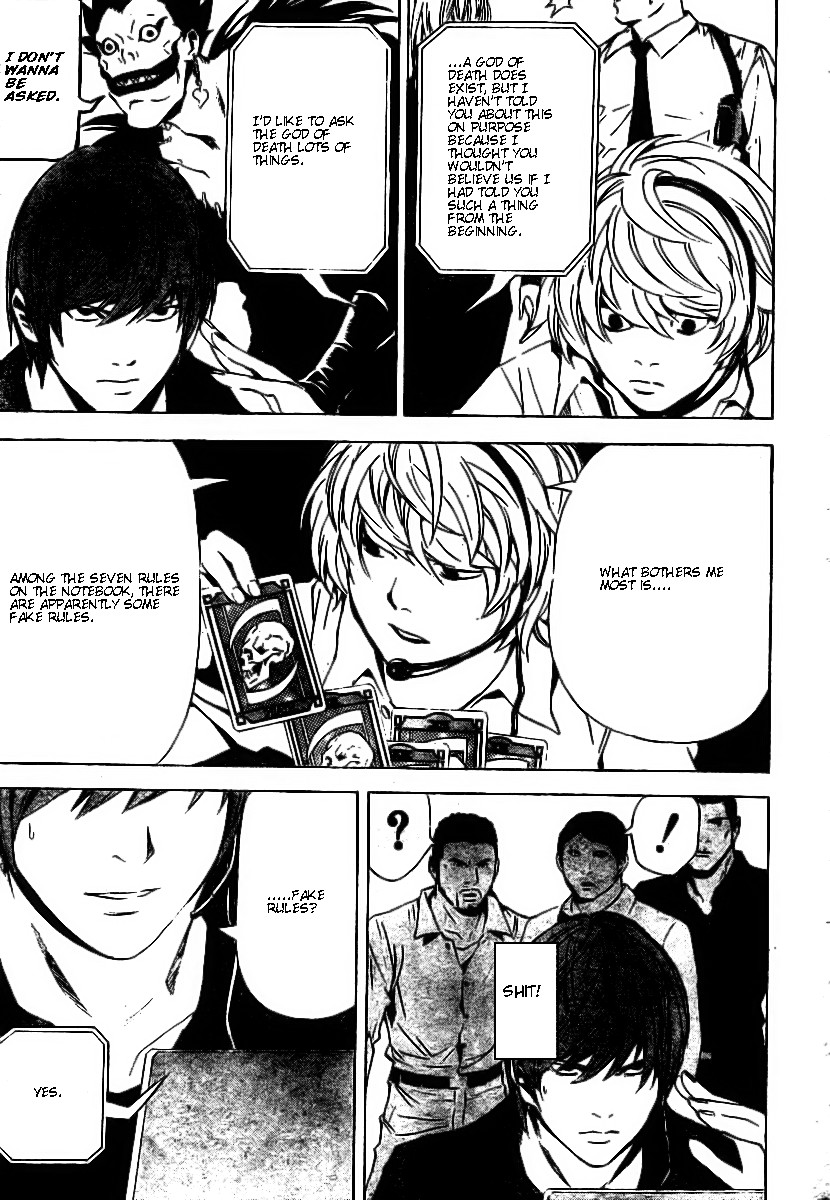 ...A GOD OF
DEATH DOES
EXIST, BUT I
HAVEN'T TOLD
YOU ABOUT THIS
ON PURPOSE
BECAUSE I
THOUGHT YOU
WOULDN'T
BELIEVE US IF I
HAD TOLD YOU
SUCH A THING
FROM THE
BEGINNING.
I'D LIKE TO ASK
THE GOD OF
DEATH LOTS OF
THINGS.
I DON'T
WANNA
BE
ASKED.
WHAT BOTHERS ME
MOST IS....
AMONG THE SEVEN RULES
ON THE NOTEBOOK, THERE
ARE APPARENTLY SOME
FAKE RULES.
!
?
SHIT!
.....FAKE
RULES?
YES.